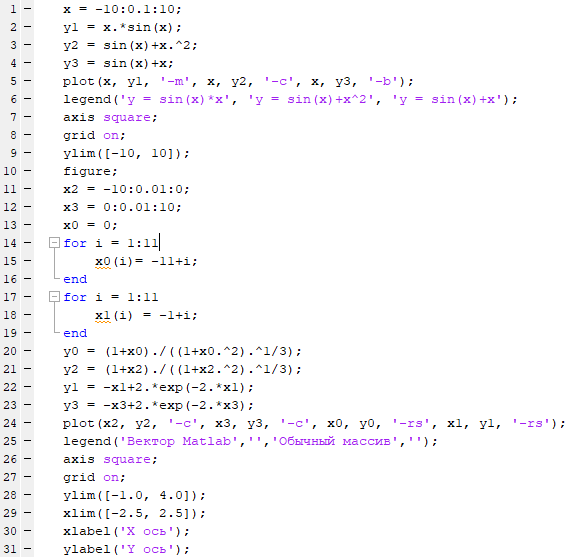 1 – x = -10:0.1:10;
2 – y1 = x.*sin(x);
3 – y2 = sin(x)+x.^2;
4 – y3 = sin(x)+x;
5 – plot(x, y1, '-m', x, y2, '-c', x, y3, '-b');
6 – legend('y = sin(x)*x', 'y = sin(x)+x^2', 'y = sin(x)+x');
7 – axis square;
8 – grid on;
9 – ylim([-10, 10]);
10 – figure;
11 – x2 = -10:0.01:0;
12 – x3 = 0:0.01:10;
13 – x0 = 0;
14 – for i = 1:11
15 – x0(i)= -11+i;
16 – end
17 – for i = 1:11
18 – x1(i) = -1+i;
19 – end
20 – y0 = (1+x0)./((1+x0.^2).^1/3);
21 – y2 = (1+x2)./((1+x2.^2).^1/3);
22 – y1 = -x1+2.*exp(-2.*x1);
23 – y3 = -x3+2.*exp(-2.*x3);
24 – plot(x2, y2, '-c', x3, y3, '-c', x0, y0, '-rs', x1, y1, '-rs');
25 – legend('Вектор Matlab','','Обычный массив','');
26 – axis square;
27 – grid on;
28 – ylim([-1.0, 4.0]);
29 – xlim([-2.5, 2.5]);
30 – xlabel('X ось');
31 – ylabel('Y ось');